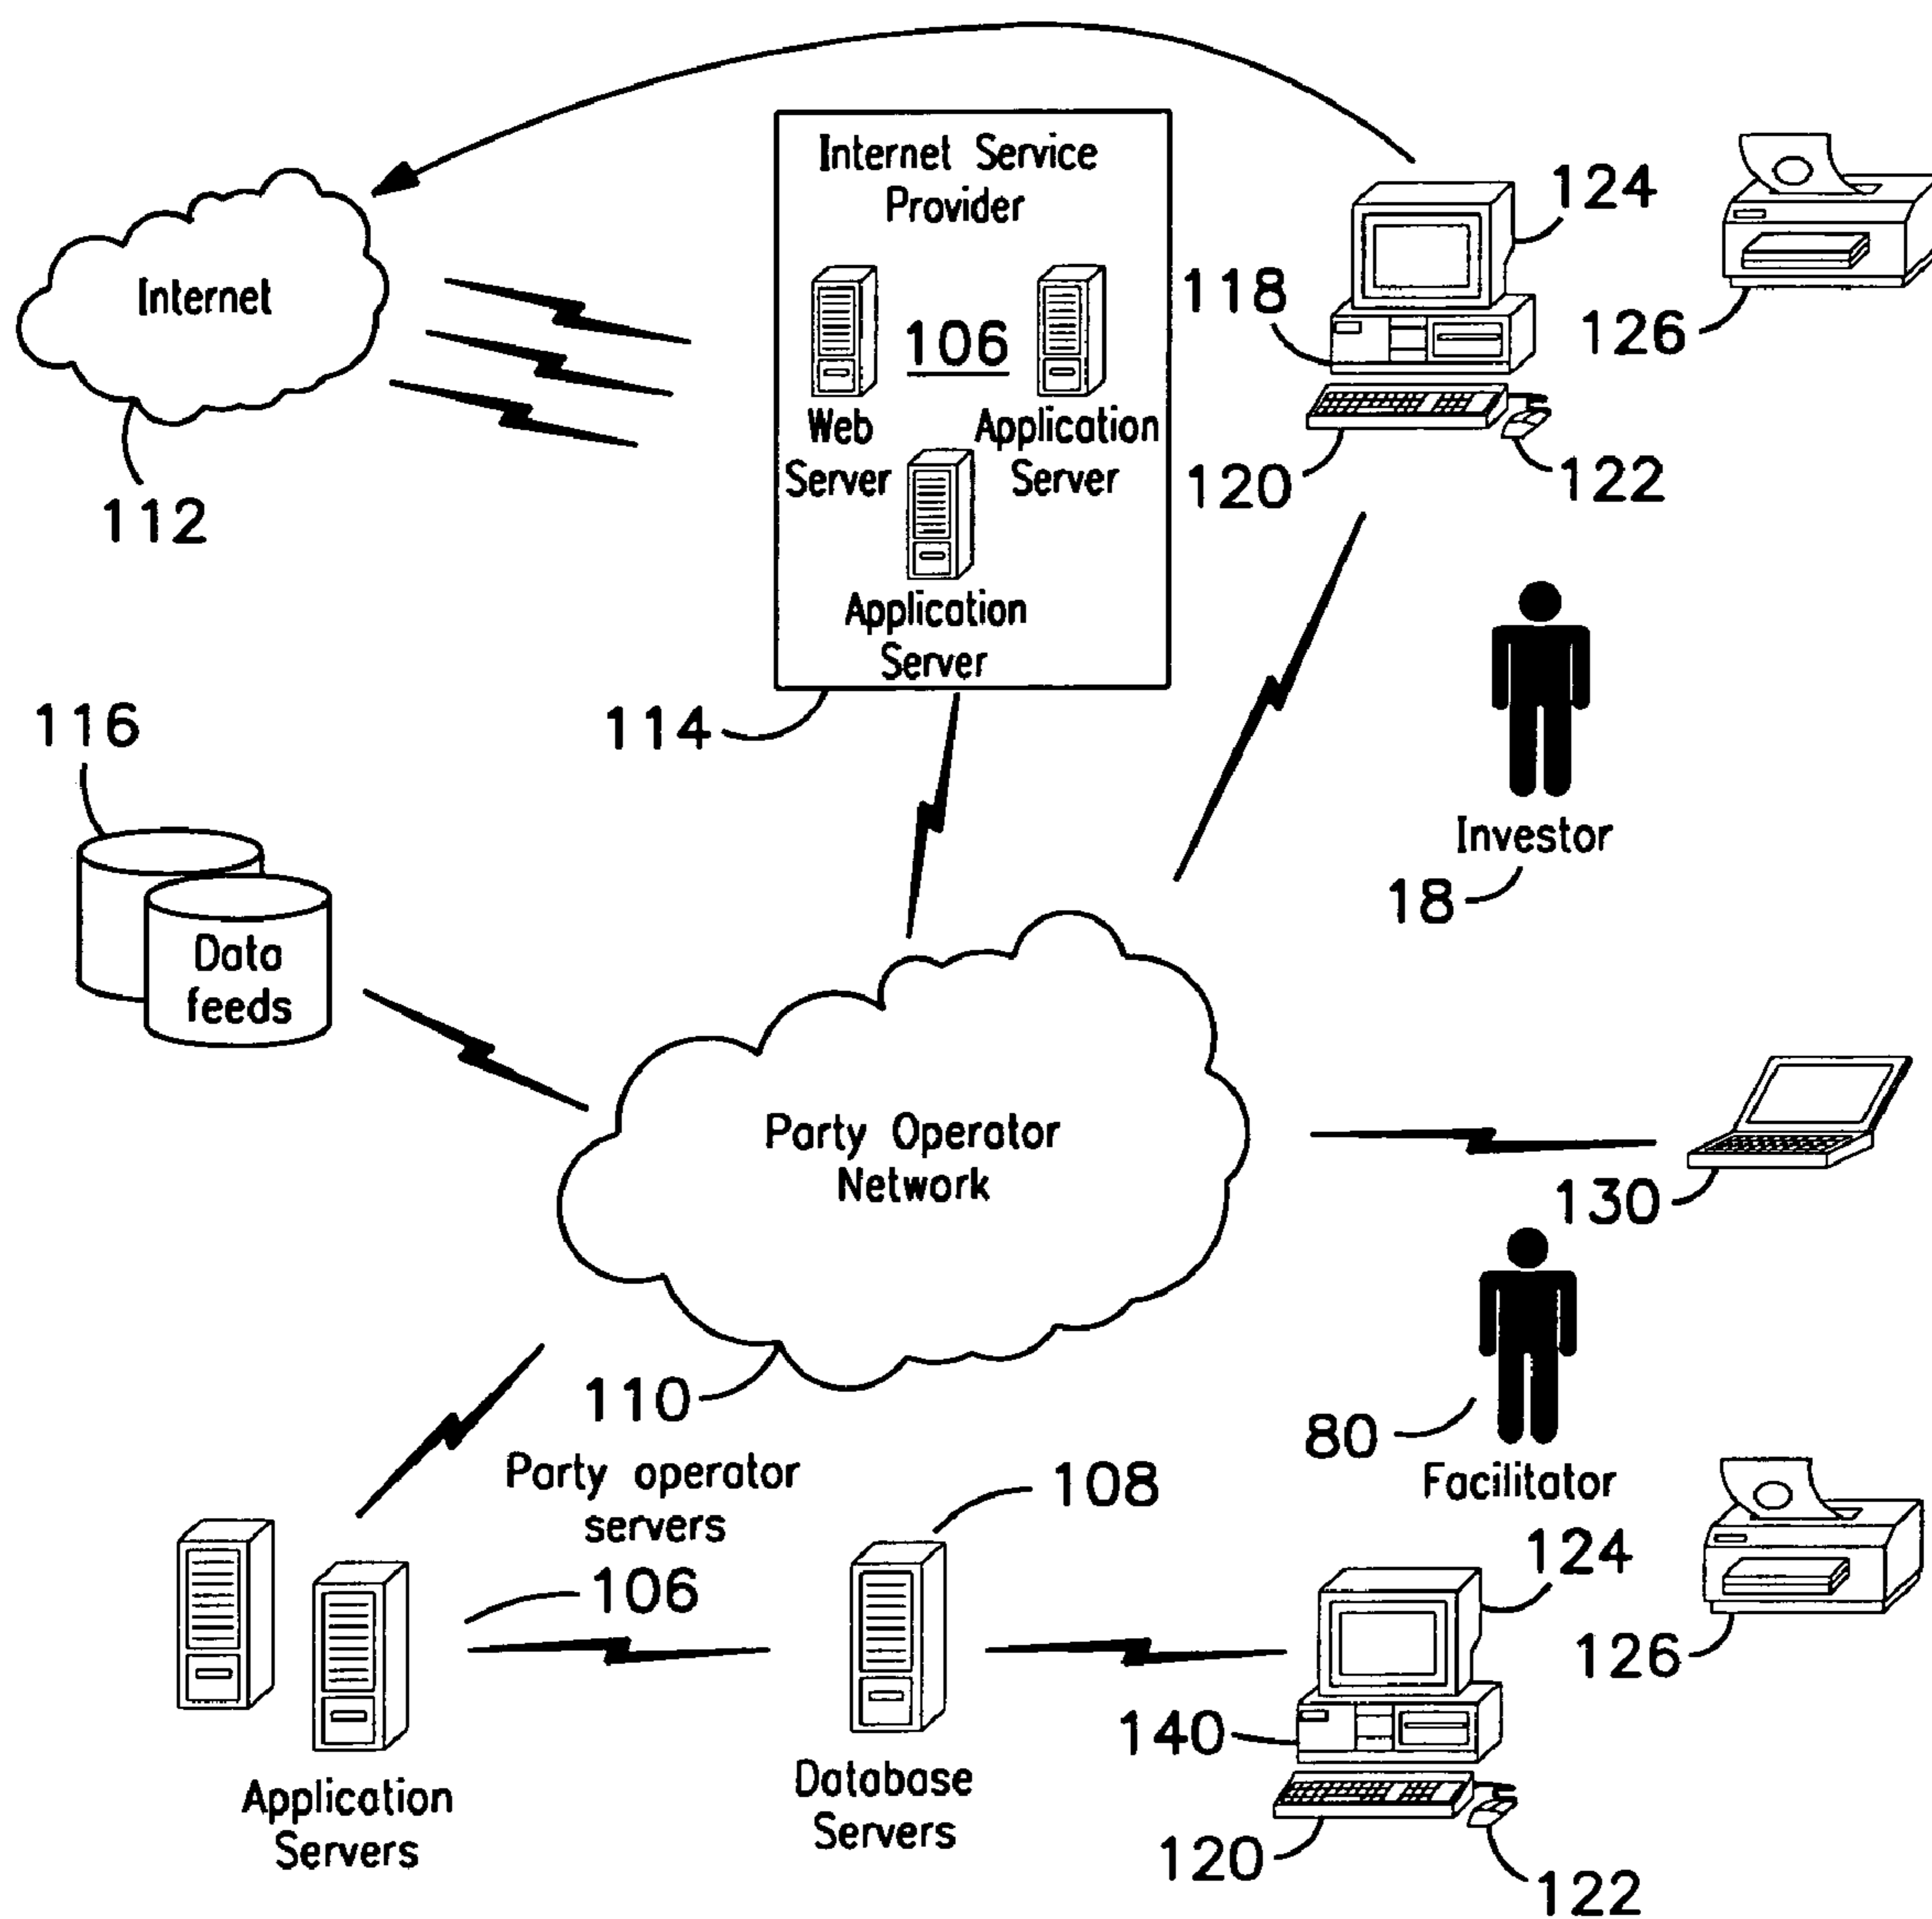 Internet Service
Provider
124
Internet
118
106
126
Web
Server
Application
Server
120
122
112
Application
Server
116
114
Investor
18
Data
feeds
Party Operator
Network
130
110
80
Facilitator
Party operator
servers
108
124
106
126
140
Application
Servers
Database
Servers
120
122